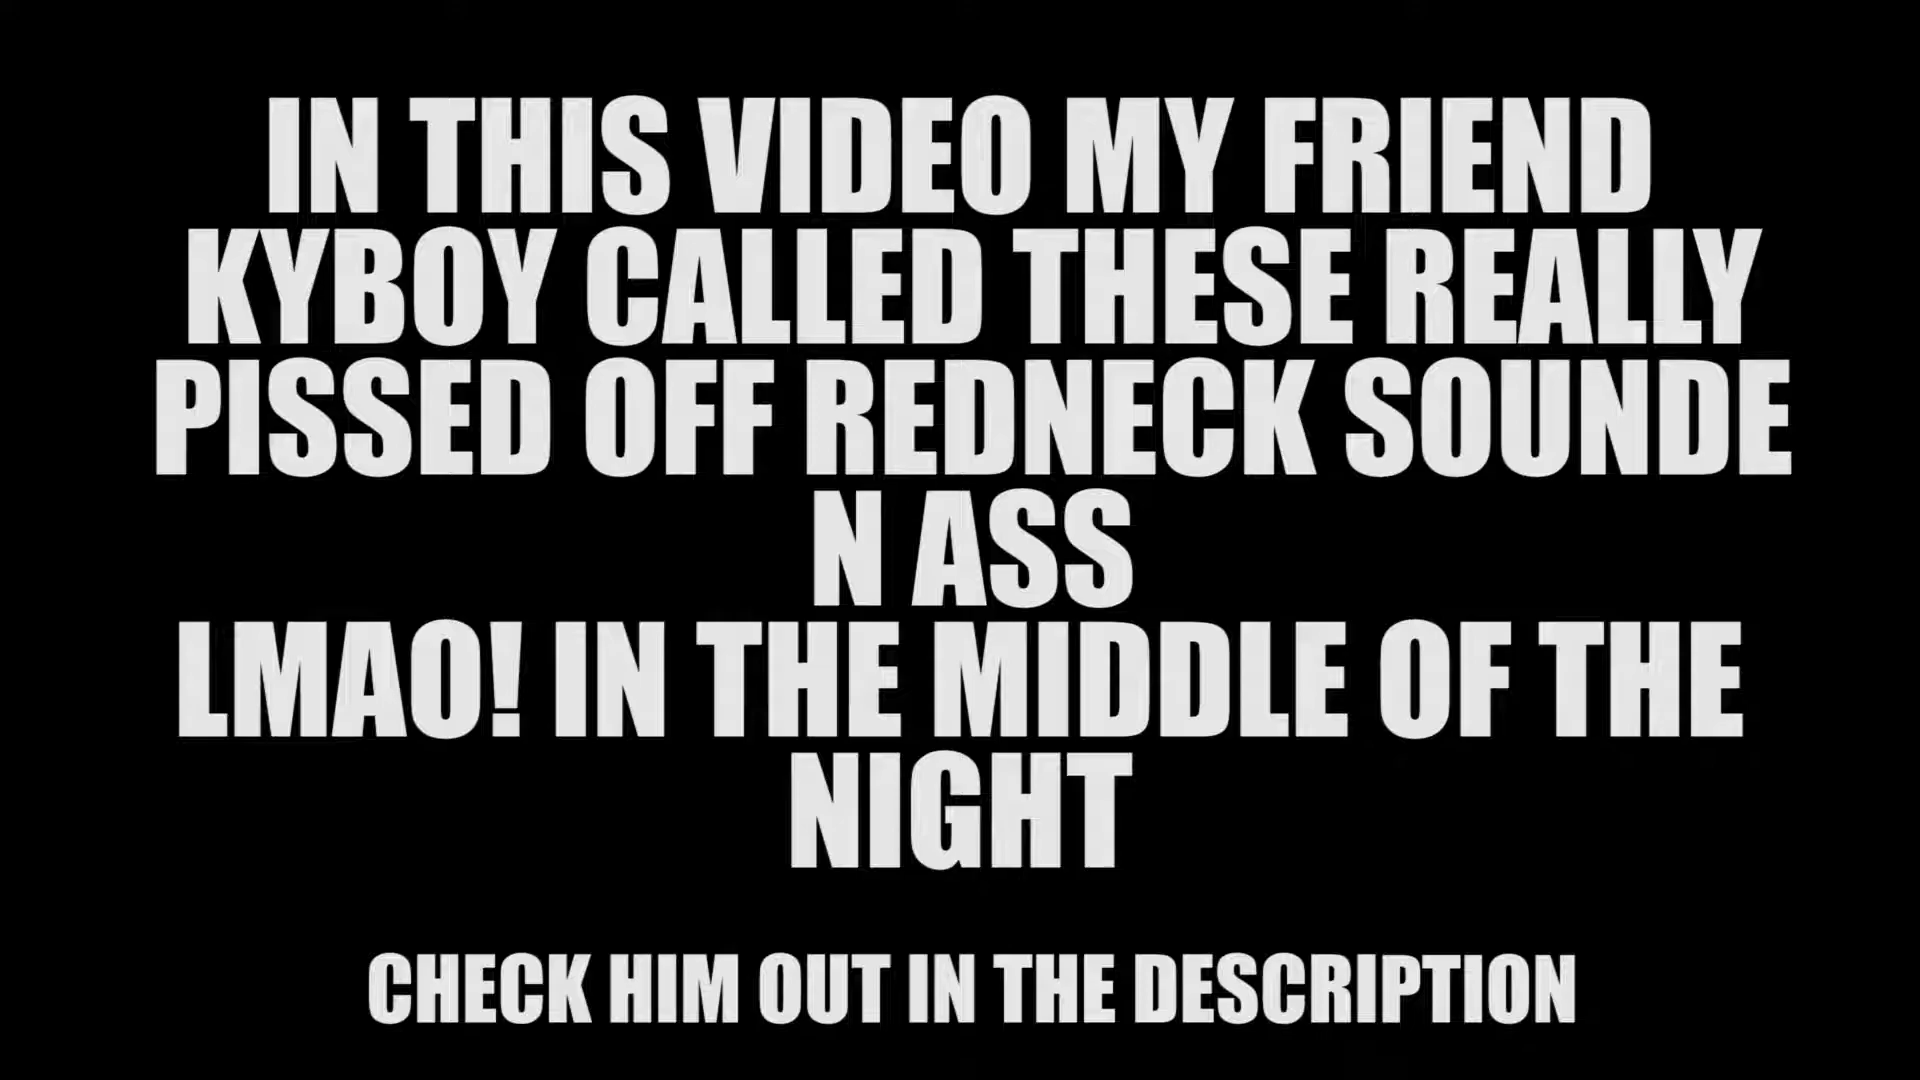 IN THIS VIDEO MY FRIEND
KYBOY CALLED THESE REALLY
PISSED OFF REDNECK SOUNDE
N ASS
LMAO! IN THE MIDDLE OF THE
NIGHT
CHECK HIM OUT IN THE DESCRIPTION